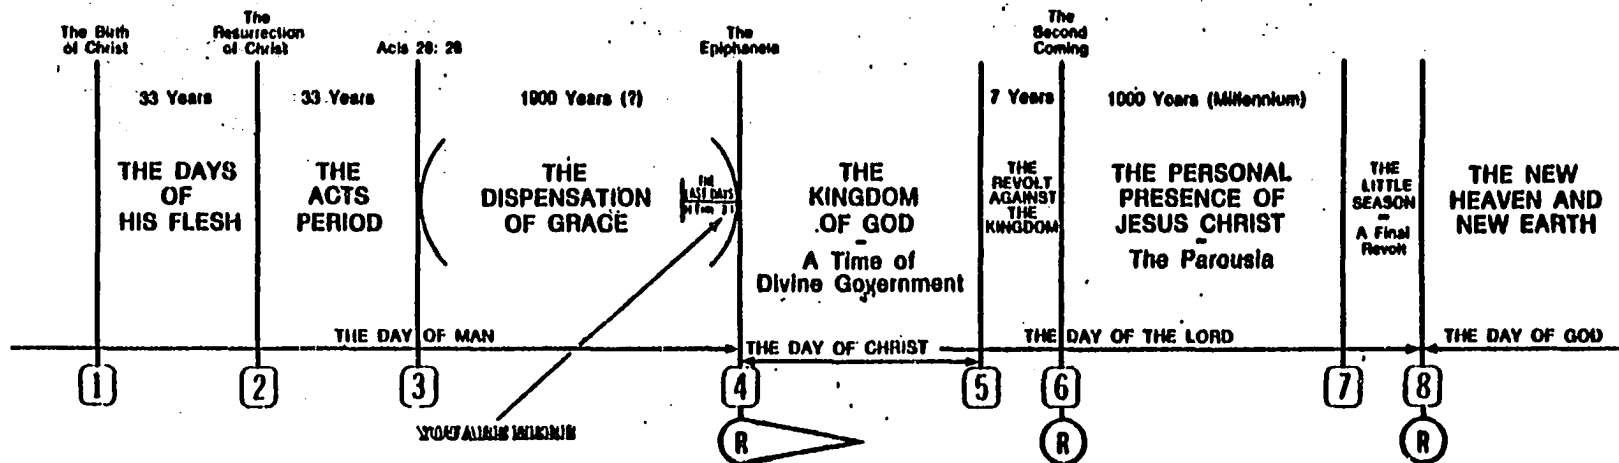 The Birth
of Christ
The
Resurrection
of Christ
Acts 28: 28
The
Epiphaneia
The
Second
Coming
33 Years
33 Years
1900 Years (?)
7 Years
1000 Years (Millennium)
THE DAYS
OF
HIS FLESH
THE
ACTS
PERIOD
THE
DISPENSATION
OF GRACE
THE
LAST DAYS
II Tim 3 1
THE
KINGDOM
OF GOD
A Time of
Divine Government
THE
REVOLT
AGAINST
THE
KINGDOM
THE PERSONAL
PRESENCE OF
JESUS CHRIST
The Parousia
THE
LITTLE
SEASON
A Final
Revolt
THE NEW
HEAVEN AND
NEW EARTH
THE DAY OF MAN
THE DAY OF CHRIST
THE DAY OF THE LORD
THE DAY OF GOD
1
2
3
4
5
6
7
8
YOU ARE HERE
R
R
R